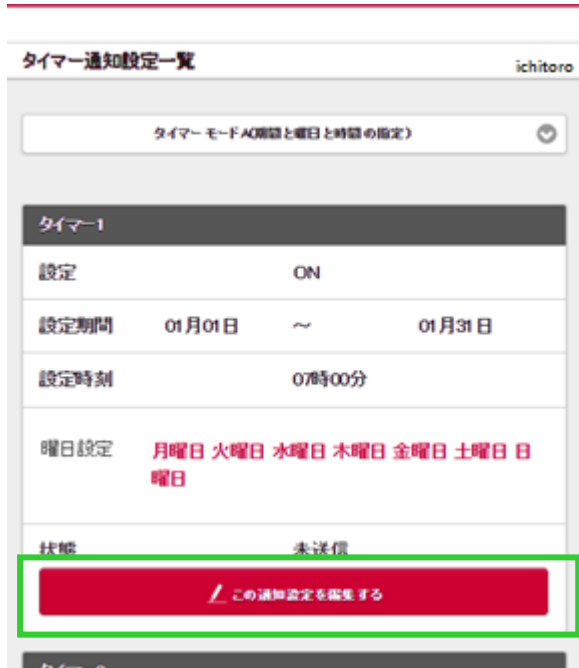 タイマー通知設定一覧
ichitoro
タイマーモードA(期間と曜日と時間の指定)
タイマー1
設定 ON
設定期間 01月01日 ~ 01月31日
設定時刻 07時00分
曜日設定 月曜日 火曜日 水曜日 木曜日 金曜日 土曜日 日
曜日
状態 未送信
この通知設定を編集する